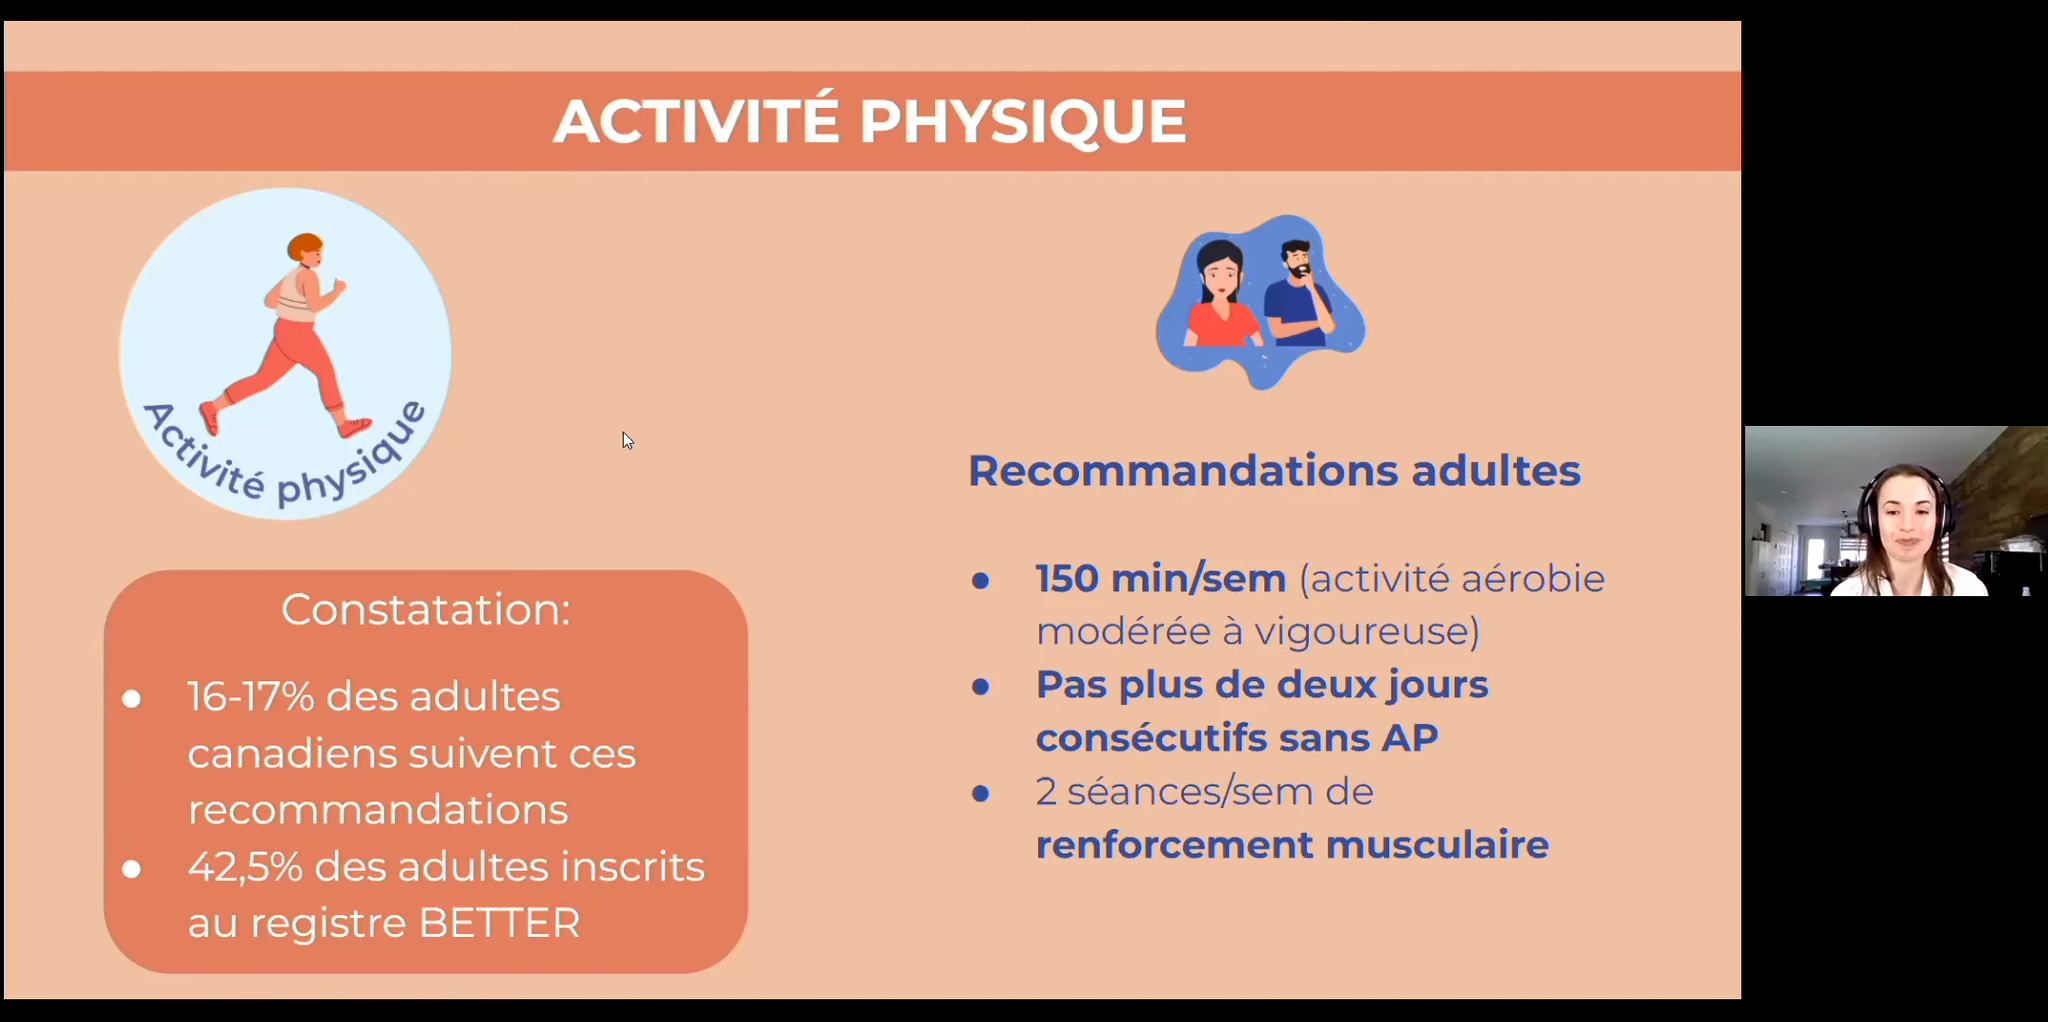 ACTIVITÉ PHYSIQUE
Activité physique
Constatation:
● 16-17% des adultes
canadiens suivent ces
recommandations
● 42,5% des adultes inscrits
au registre BETTER
Recommandations adultes
● 150 min/sem (activité aérobie
modérée à vigoureuse)
● Pas plus de deux jours
consécutifs sans AP
● 2 séances/sem de
renforcement musculaire